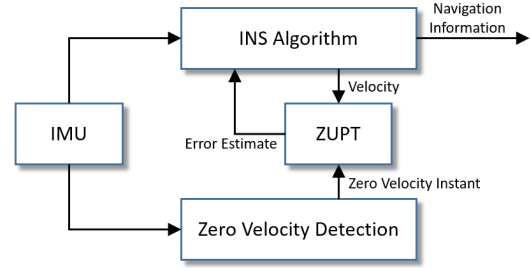 Navigation
Information
INS Algorithm
Velocity
IMU
ZUPT
Error Estimate
Zero Velocity Instant
Zero Velocity Detection